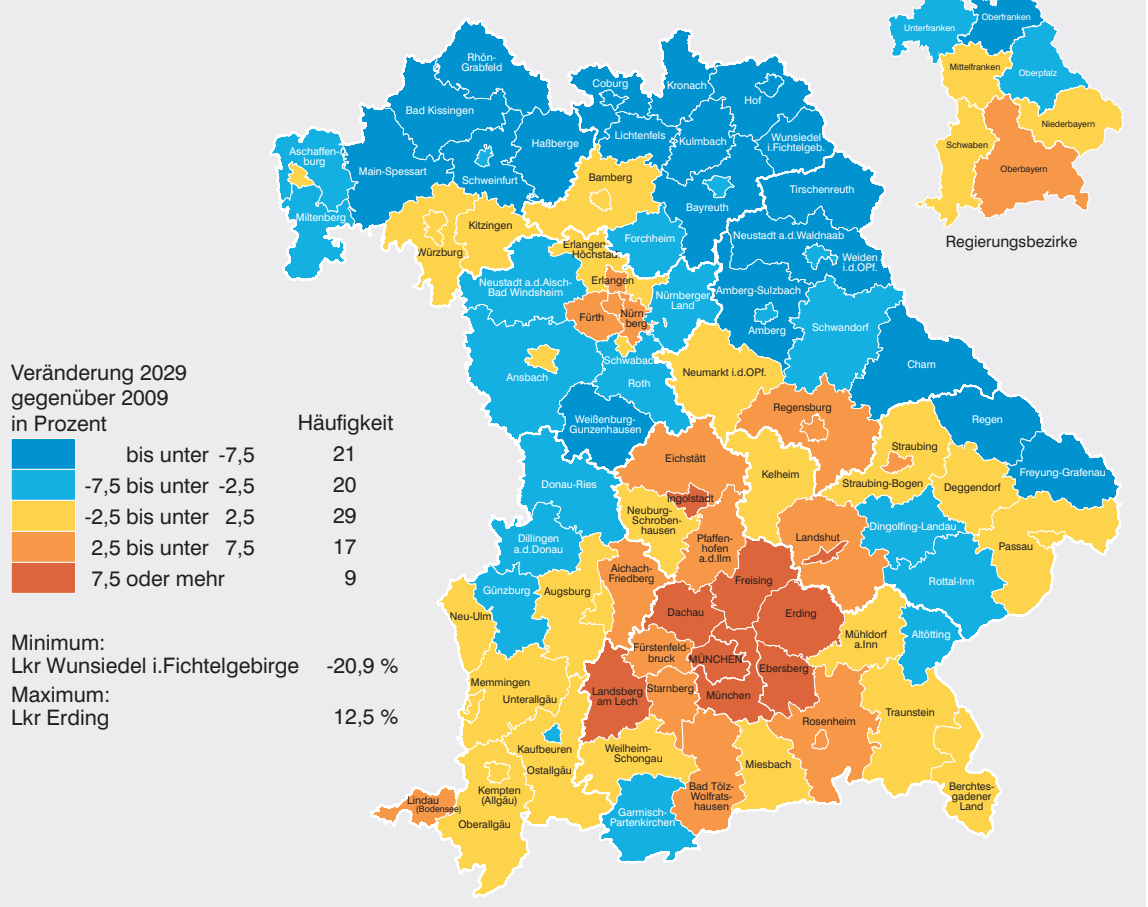 Unterfranken
Oberfranken
Mittelfranken
Oberpfalz
Niederbayern
Schwaben
Oberbayern
Regierungsbezirke
Rhön-
Grabfeld
Coburg
Kronach
Hof
Bad Kissingen
Lichtenfels
Kulmbach
Wunsiedel
i.Fichtelgeb.
Haßberge
Aschaffen-
burg
Main-Spessart
Schweinfurt
Bamberg
Tirschenreuth
Miltenberg
Bayreuth
Kitzingen
Würzburg
Forchheim
Neustadt a.d.Waldnaab
Erlangen-
Höchstadt
Weiden
i.d.OPf.
Neustadt a.d.Aisch-
Bad Windsheim
Erlangen
Nürnberger
Land
Amberg-Sulzbach
Fürth
Nürn-
berg
Amberg
Schwandorf
Schwabach
Ansbach
Roth
Neumarkt i.d.OPf.
Cham
Weißenburg-
Gunzenhausen
Regensburg
Regen
Straubing
Eichstätt
Kelheim
Freyung-Grafenau
Straubing-Bogen
Deggendorf
Donau-Ries
Ingolstadt
Neuburg-
Schroben-
hausen
Dingolfing-Landau
Pfaffen-
hofen
a.d.Ilm
Landshut
Passau
Dillingen
a.d.Donau
Aichach-
Friedberg
Freising
Rottal-Inn
Günzburg
Augsburg
Neu-Ulm
Dachau
Erding
Mühldorf
a.Inn
Altötting
Fürstenfeld-
bruck
MÜNCHEN
Ebersberg
Memmingen
Unterallgäu
Landsberg
am Lech
Starnberg
München
Rosenheim
Traunstein
Kaufbeuren
Weilheim-
Schongau
Ostallgäu
Miesbach
Kempten
(Allgäu)
Bad Tölz-
Wolfrats-
hausen
Berchtes-
gadener
Land
Lindau
(Bodensee)
Oberallgäu
Garmisch-
Partenkirchen
Veränderung 2029
gegenüber 2009
in Prozent Häufigkeit
bis unter -7,5 21
-7,5 bis unter -2,5 20
-2,5 bis unter 2,5 29
2,5 bis unter 7,5 17
7,5 oder mehr 9
Minimum:
Lkr Wunsiedel i.Fichtelgebirge -20,9 %
Maximum:
Lkr Erding 12,5 %